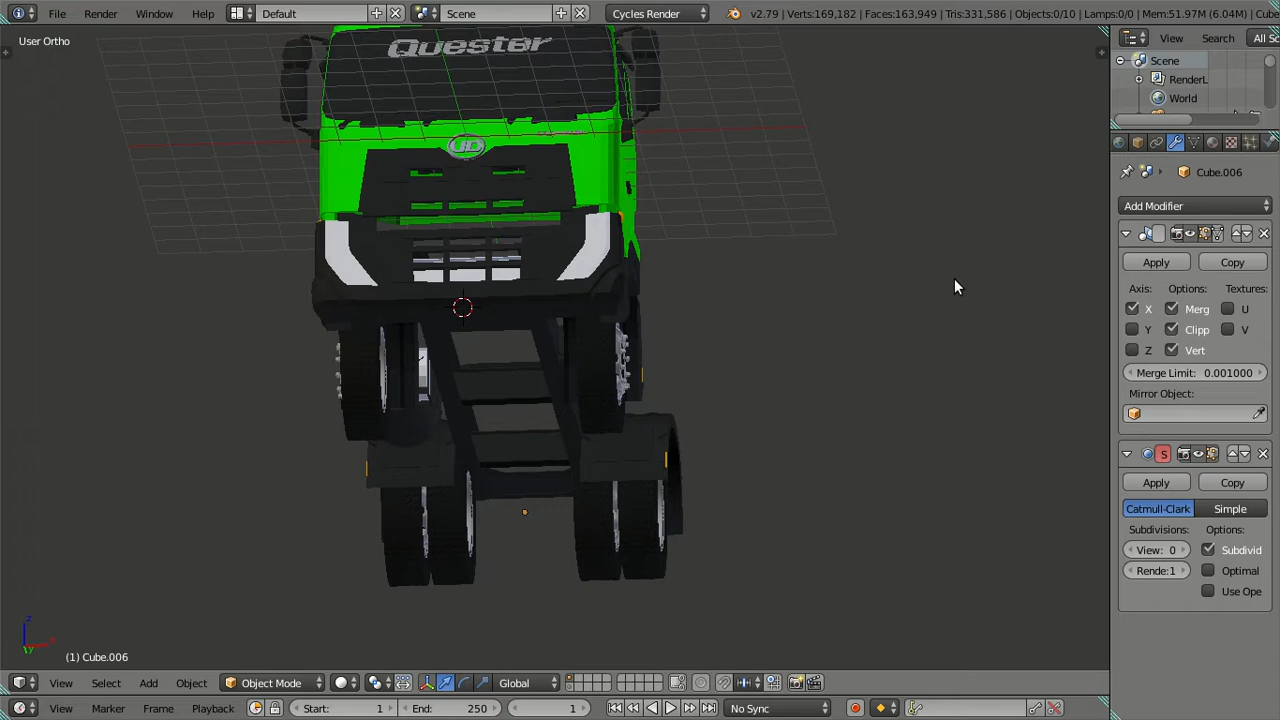 File Render Window Help Default Scene Cycles Render v2.79 | Verts:169,182 | Faces:163,949 | Tris:331,586 | Objects:0/10 | Lamps:0/0 | Mem:51.97M (6.04M) | Cube
User Ortho
Quester
UD
View Search All Sc
Scene
RenderL
World
Cube.006
Add Modifier
Apply Copy
Axis: Options: Textures:
X Merg U
Y Clipp V
Z Vert
Merge Limit: 0.001000
Mirror Object:
S
Apply Copy
Catmull-Clark Simple
Subdivisions: Options:
View: 0 Subdivid
Rende:1 Optimal
Use Ope
z
x
y
(1) Cube.006
View Select Add Object Object Mode Global
View Marker Frame Playback Start: 1 End: 250 1 No Sync